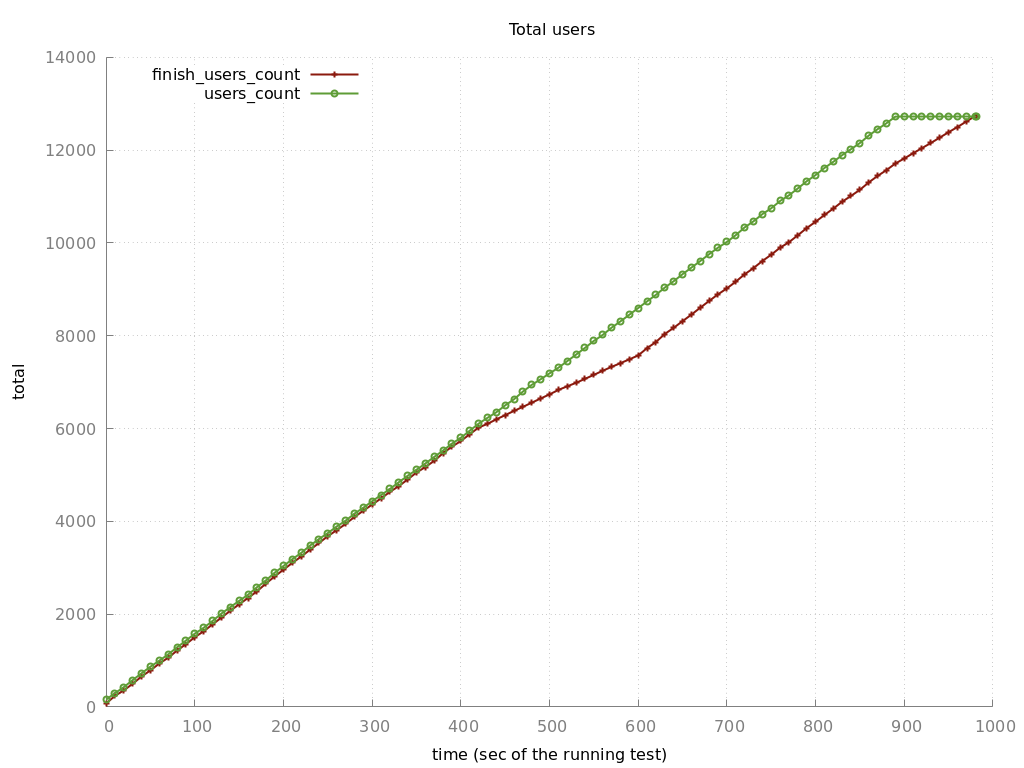 Total users
14000
12000
10000
8000
6000
4000
2000
0
finish_users_count
users_count
total
0 100 200 300 400 500 600 700 800 900 1000
time (sec of the running test)